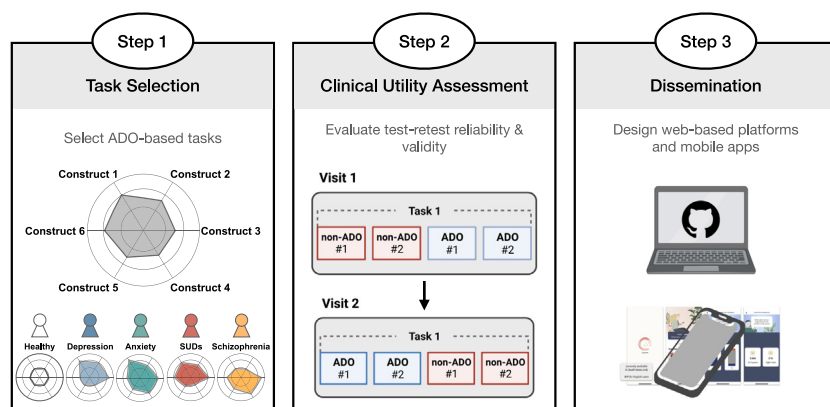 Step 1
Task Selection
Select ADO-based tasks
Construct 1
Construct 2
Construct 6
Construct 3
Construct 5
Construct 4
Healthy
Depression
Anxiety
SUDs
Schizophrenia
Step 2
Clinical Utility Assessment
Evaluate test-retest reliability &
validity
Visit 1
Task 1
non-ADO
#1
non-ADO
#2
ADO
#1
ADO
#2
Visit 2
Task 1
ADO
#1
ADO
#2
non-ADO
#1
non-ADO
#2
Step 3
Dissemination
Design web-based platforms
and mobile apps